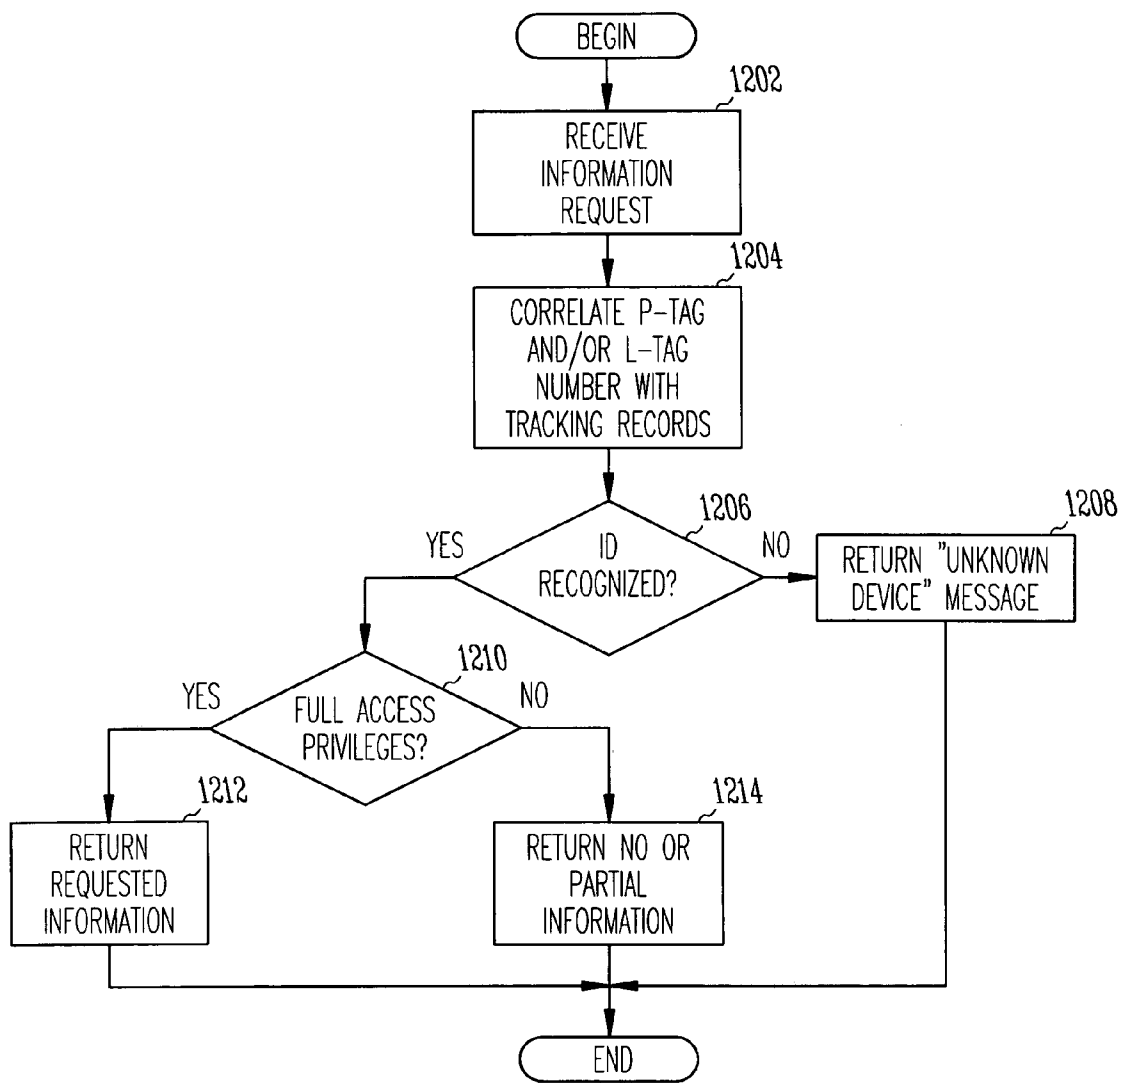 BEGIN
1202
RECEIVE
INFORMATION
REQUEST
1204
CORRELATE P-TAG
AND/OR L-TAG
NUMBER WITH
TRACKING RECORDS
1206
YES
ID
RECOGNIZED?
NO
1208
RETURN "UNKNOWN
DEVICE" MESSAGE
1210
YES
FULL ACCESS
PRIVILEGES?
NO
1212
RETURN
REQUESTED
INFORMATION
1214
RETURN NO OR
PARTIAL
INFORMATION
END